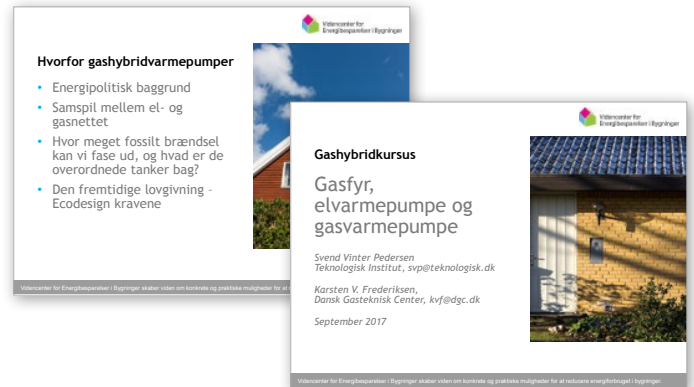 Videncenter for
Energibesparelser i Bygninger
Hvorfor gashybridvarmepumper
• Energipolitisk baggrund
• Samspil mellem el- og
gasnettet
• Hvor meget fossilt brændsel
kan vi fase ud, og hvad er de
overordnede tanker bag?
• Den fremtidige lovgivning –
Ecodesign kravene
Videncenter for Energibesparelser i Bygninger skaber viden om konkrete og praktiske muligheder for at
Videncenter for
Energibesparelser i Bygninger
Gashybridkursus
Gasfyr,
elvarmepumpe og
gasvarmepumpe
Svend Vinter Pedersen
Teknologisk Institut, svp@teknologisk.dk
Karsten V. Frederiksen,
Dansk Gasteknisk Center, kvf@dgc.dk
September 2017
Videncenter for Energibesparelser i Bygninger skaber viden om konkrete og praktiske muligheder for at reducere energiforbruget i bygninger.